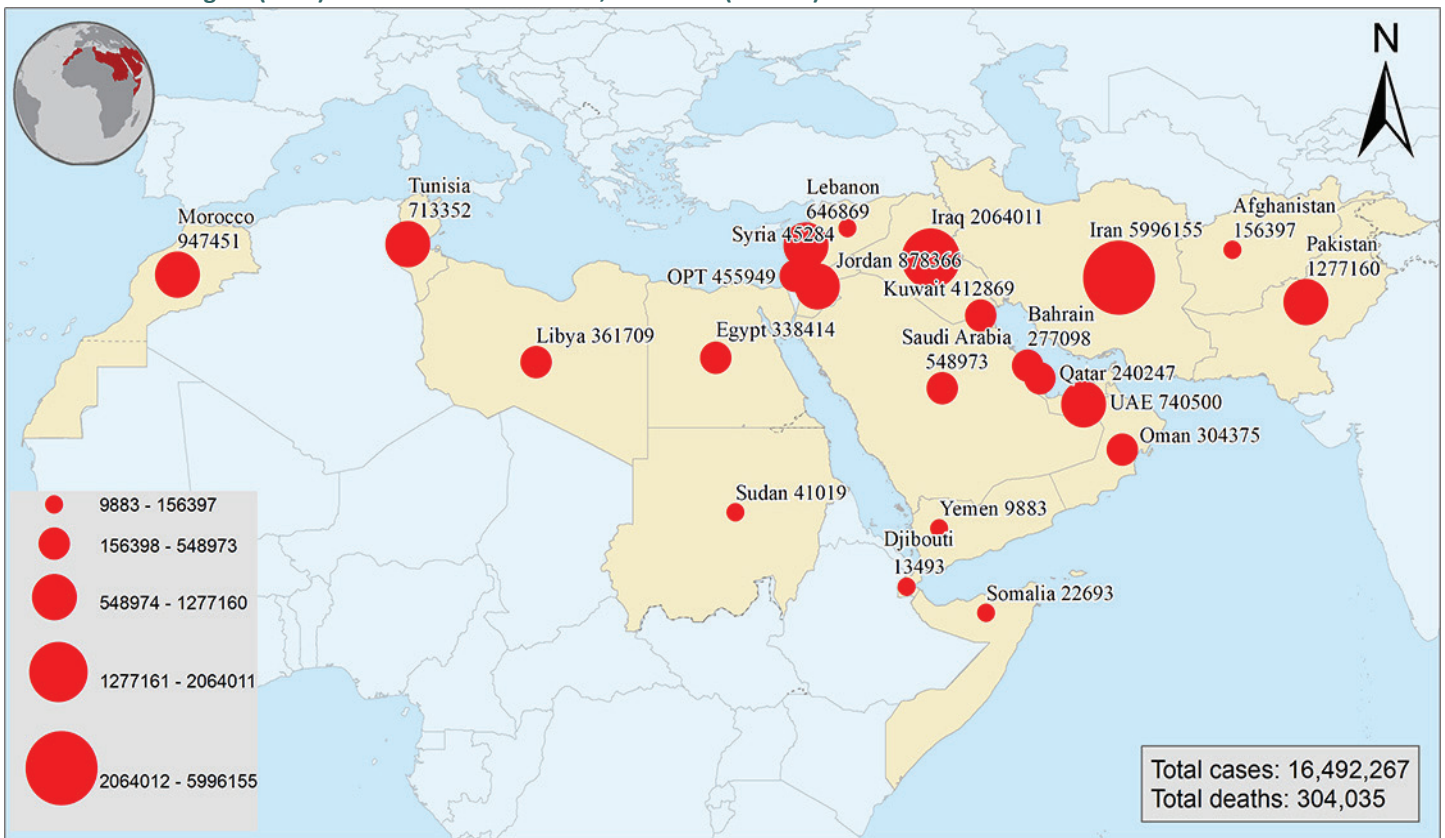 N
Tunisia
713352
Morocco
947451
Lebanon
646869
Syria 45284
Iraq 2064011
Iran 5996155
Afghanistan
156397
Pakistan
1277160
OPT 455949
Jordan 878366
Kuwait 412869
Bahrain
277098
Libya 361709
Egypt 338414
Saudi Arabia
548973
Qatar 240247
UAE 740500
Oman 304375
Sudan 41019
Yemen 9883
Djibouti
13493
Somalia 22693
9883 - 156397
156398 - 548973
548974 - 1277160
1277161 - 2064011
2064012 - 5996155
Total cases: 16,492,267
Total deaths: 304,035